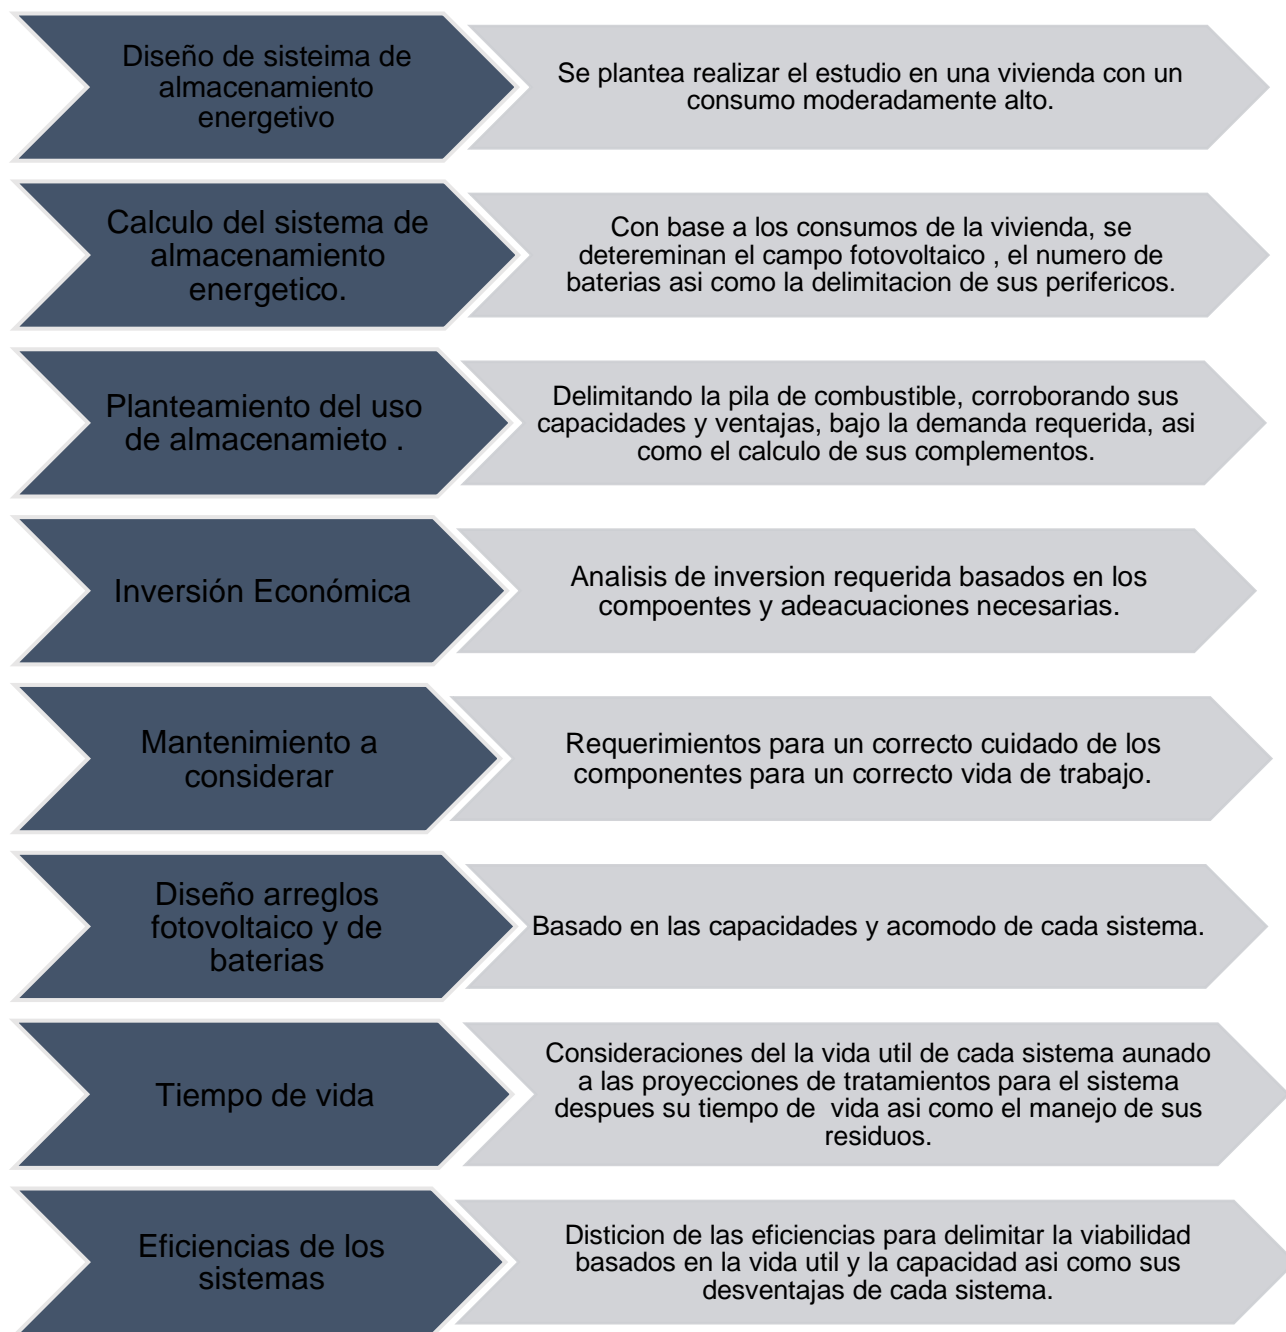 Diseño de sisteima de
almacenamiento
energetivo
Se plantea realizar el estudio en una vivienda con un
consumo moderadamente alto.
Calculo del sistema de
almacenamiento
energetico.
Con base a los consumos de la vivienda, se
detereminan el campo fotovoltaico , el numero de
baterias asi como la delimitacion de sus perifericos.
Planteamiento del uso
de almacenamieto .
Delimitando la pila de combustible, corroborando sus
capacidades y ventajas, bajo la demanda requerida, asi
como el calculo de sus complementos.
Inversión Económica
Analisis de inversion requerida basados en los
compoentes y adeacuaciones necesarias.
Mantenimiento a
considerar
Requerimientos para un correcto cuidado de los
componentes para un correcto vida de trabajo.
Diseño arreglos
fotovoltaico y de
baterias
Basado en las capacidades y acomodo de cada sistema.
Tiempo de vida
Consideraciones del la vida util de cada sistema aunado
a las proyecciones de tratamientos para el sistema
despues su tiempo de  vida asi como el manejo de sus
residuos.
Eficiencias de los
sistemas
Disticion de las eficiencias para delimitar la viabilidad
basados en la vida util y la capacidad asi como sus
desventajas de cada sistema.